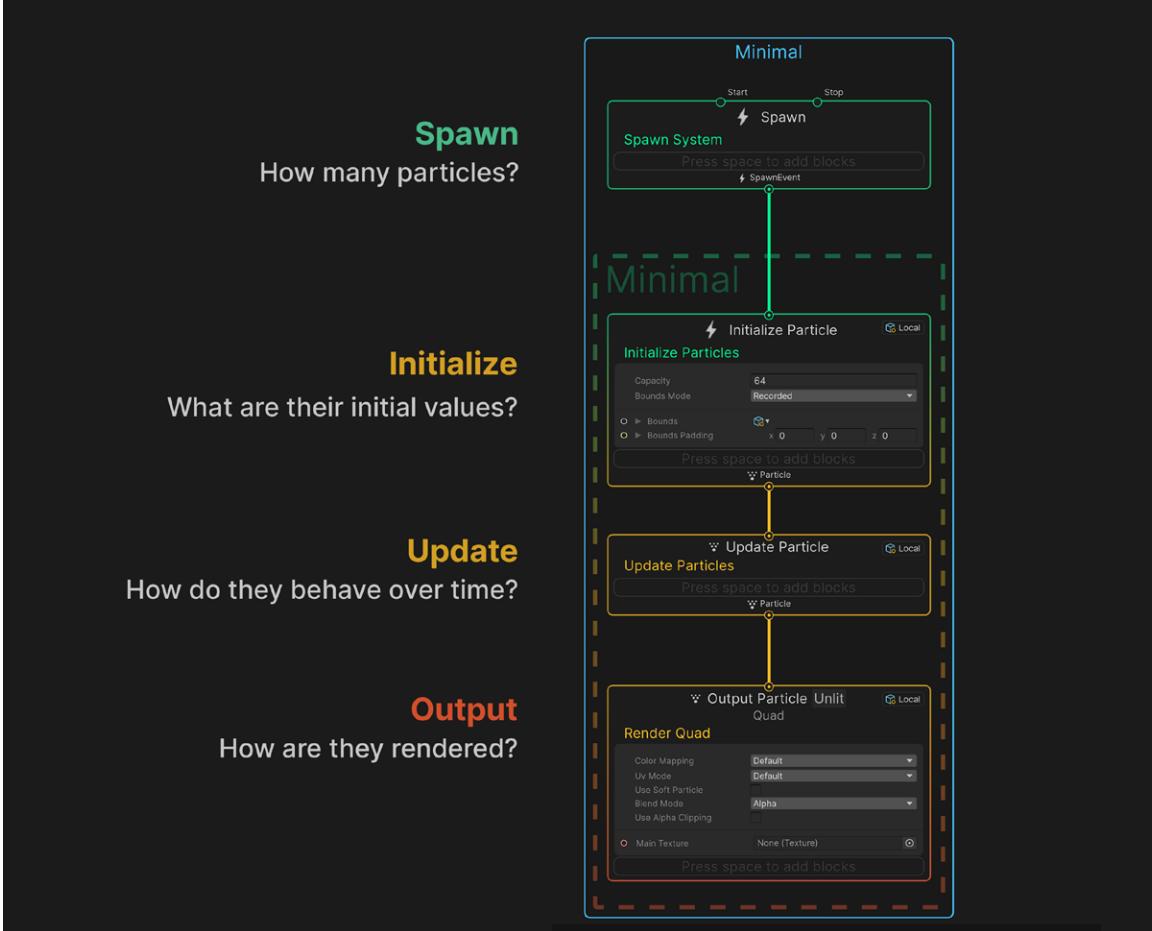 Minimal
Start Stop
Spawn
Spawn System
Press space to add blocks
SpawnEvent
Spawn
How many particles?
Minimal
Initialize Particle Local
Initialize Particles
Capacity 64
Bounds Mode Recorded
Bounds
Bounds Padding x 0 y 0 z 0
Press space to add blocks
Particle
Initialize
What are their initial values?
Update Particle Local
Update Particles
Press space to add blocks
Particle
Update
How do they behave over time?
Output Particle Unlit Local
Quad
Render Quad
Color Mapping Default
Uv Mode Default
Use Soft Particle
Blend Mode Alpha
Use Alpha Clipping
Main Texture None (Texture)
Press space to add blocks
Output
How are they rendered?